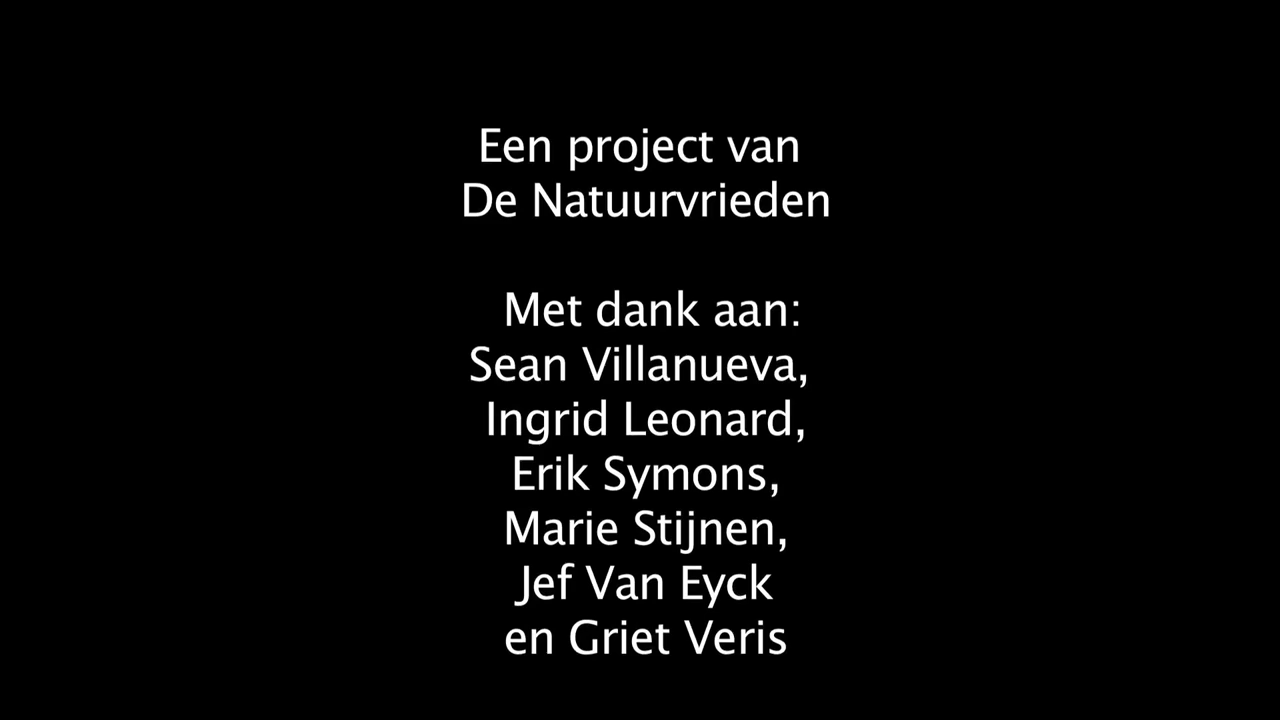 Een project van
De Natuurvrieden
Met dank aan:
Sean Villanueva,
Ingrid Leonard,
Erik Symons,
Marie Stijnen,
Jef Van Eyck
en Griet Veris